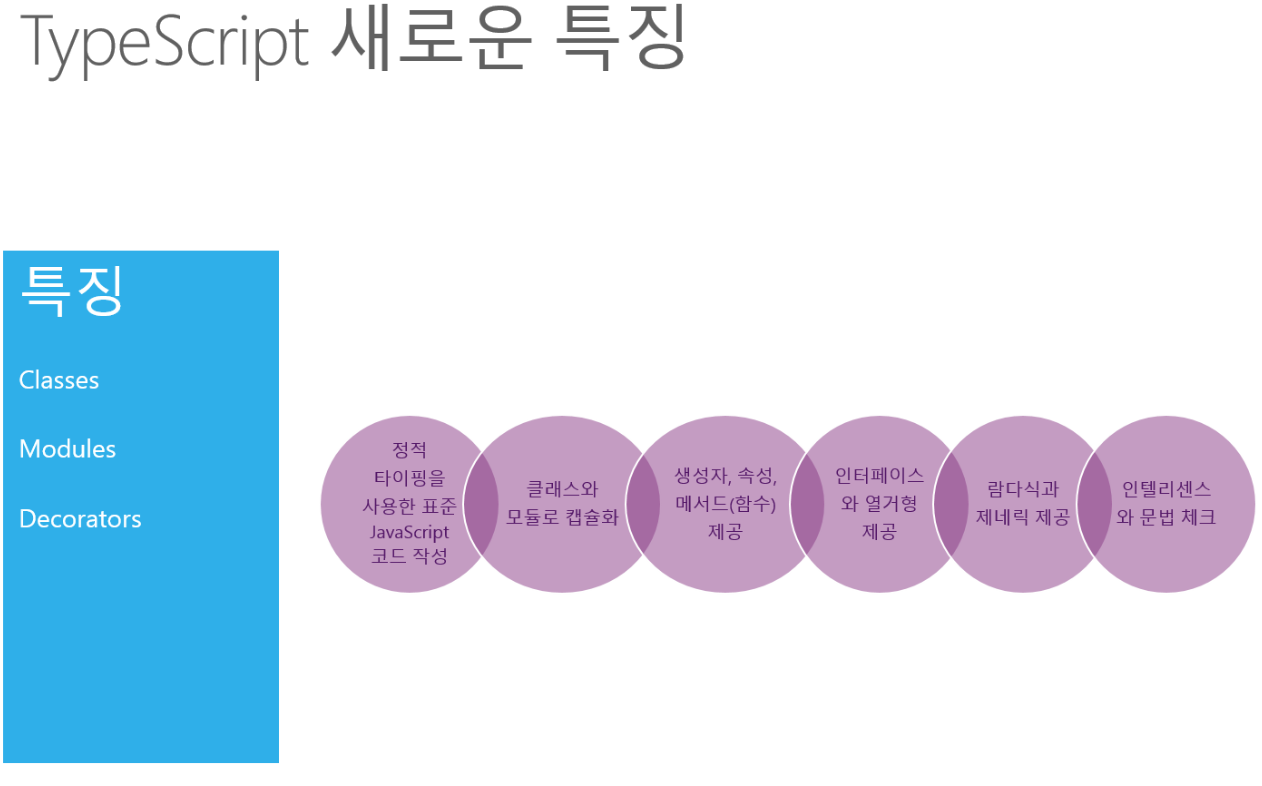 TypeScript 새로운 특징
특징
Classes
Modules
Decorators
정적
타이핑을
사용한 표준
JavaScript
코드 작성
클래스와
모듈로 캡슐화
생성자, 속성,
메서드(함수)
제공
인터페이스
와 열거형
제공
람다식과
제네릭 제공
인텔리센스
와 문법 체크